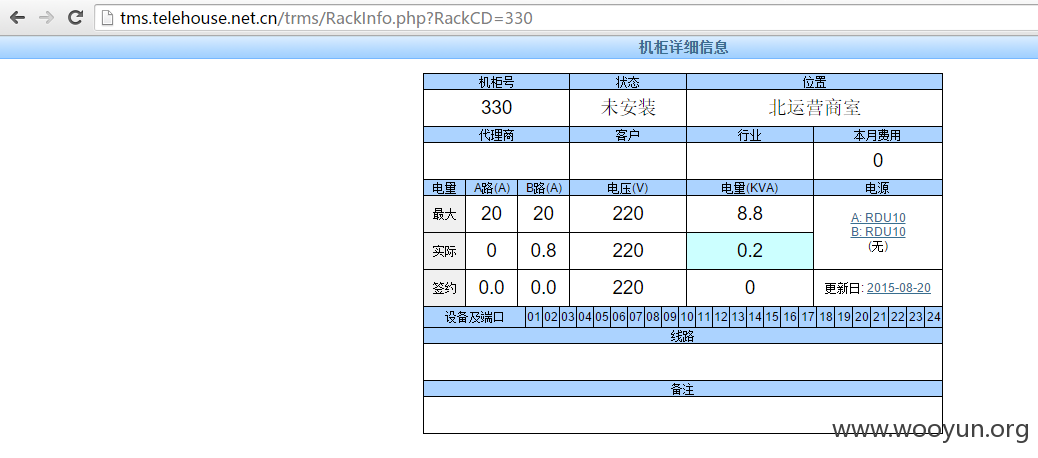 tms.telehouse.net.cn/trms/RackInfo.php?RackCD=330
机柜详细信息
机柜号 状态 位置
330 未安装 北运营商室
代理商 客户 行业 本月费用
0
电量 A路(A) B路(A) 电压(V) 电量(KVA) 电源
最大 20 20 220 8.8
A: RDU10
B: RDU10
(无)
实际 0 0.8 220 0.2
签约 0.0 0.0 220 0 更新日: 2015-08-20
设备及端口 01 02 03 04 05 06 07 08 09 10 11 12 13 14 15 16 17 18 19 20 21 22 23 24
线路
备注
www.wooyun.org